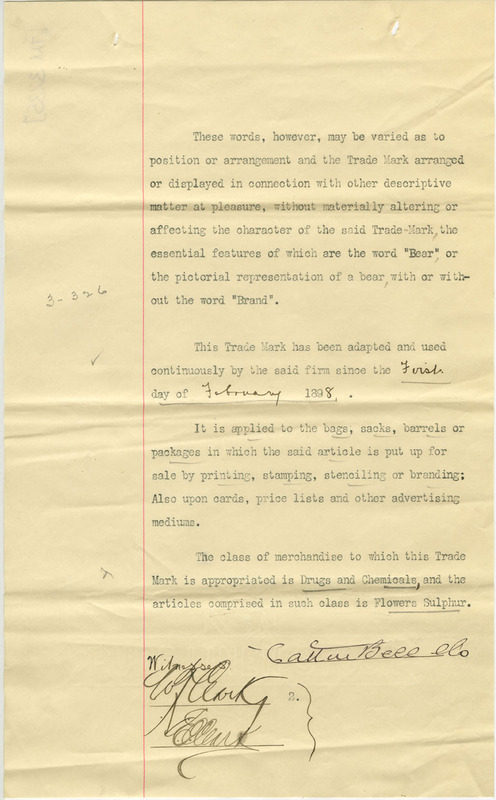 These words, however, may be varied as to
position or arrangement and the Trade Mark arranged
or displayed in connection with other descriptive
matter at pleasure, without materially altering or
affecting the character of the said Trade-Mark, the
essential features of which are the word "Bear", or
the pictorial representation of a bear, with or with-
out the word "Brand".
3-326
This Trade Mark has been adapted and used
continuously by the said firm since the First
day of February 1898, .
It is applied to the bags, sacks, barrels or
packages in which the said article is put up for
sale by printing, stamping, stenciling or branding;
Also upon cards, price lists and other advertising
mediums.
The class of merchandise to which this Trade
Mark is appropriated is Drugs and Chemicals, and the
articles comprised in such class is Flowers Sulphur.
Catton Bell & Co
Witnesses
Clark 2.
Clark